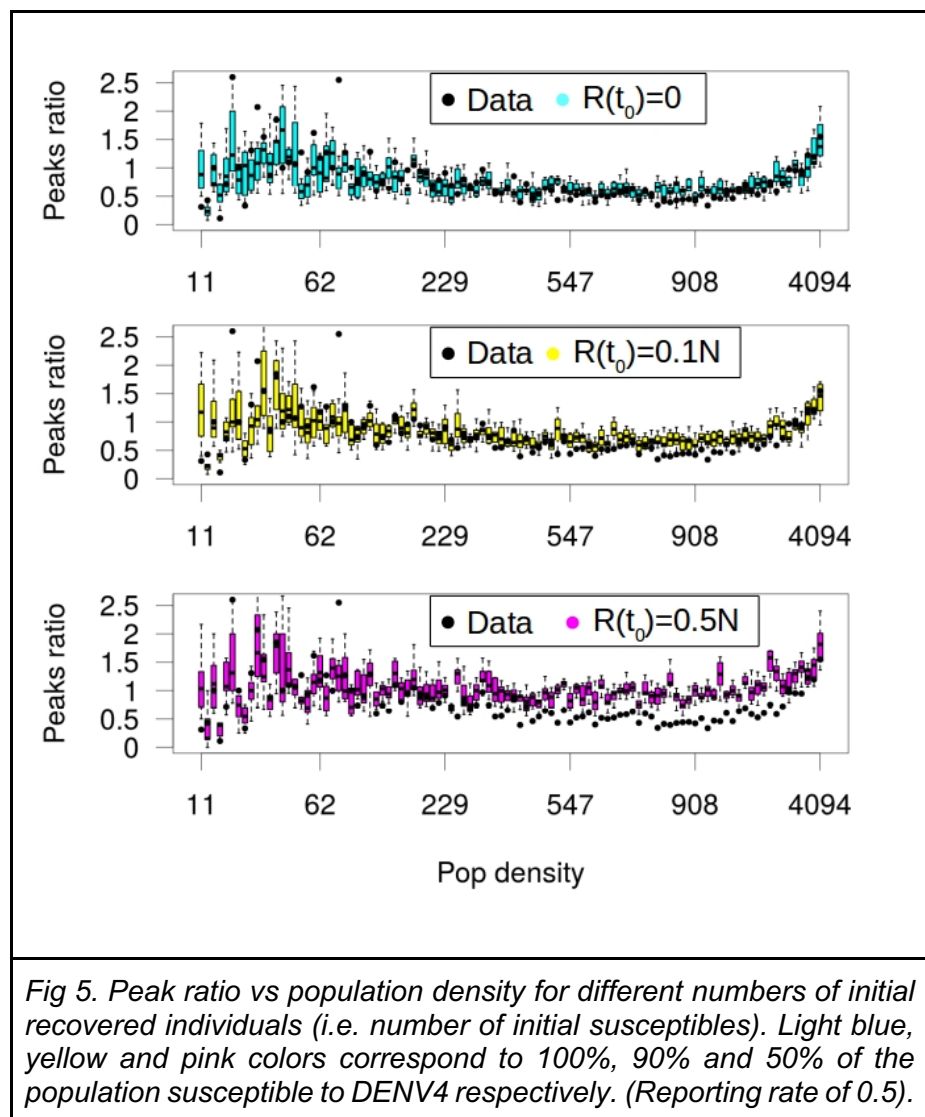 Peaks ratio
2.5
2
1.5
1
0.5
0
Data R(t₀)=0
11 62 229 547 908 4094
Peaks ratio
2.5
2
1.5
1
0.5
0
Data R(t₀)=0.1N
11 62 229 547 908 4094
Peaks ratio
2.5
2
1.5
1
0.5
0
Data R(t₀)=0.5N
11 62 229 547 908 4094
Pop density
Fig 5. Peak ratio vs population density for different numbers of initial
recovered individuals (i.e. number of initial susceptibles). Light blue,
yellow and pink colors correspond to 100%, 90% and 50% of the
population susceptible to DENV4 respectively. (Reporting rate of 0.5).